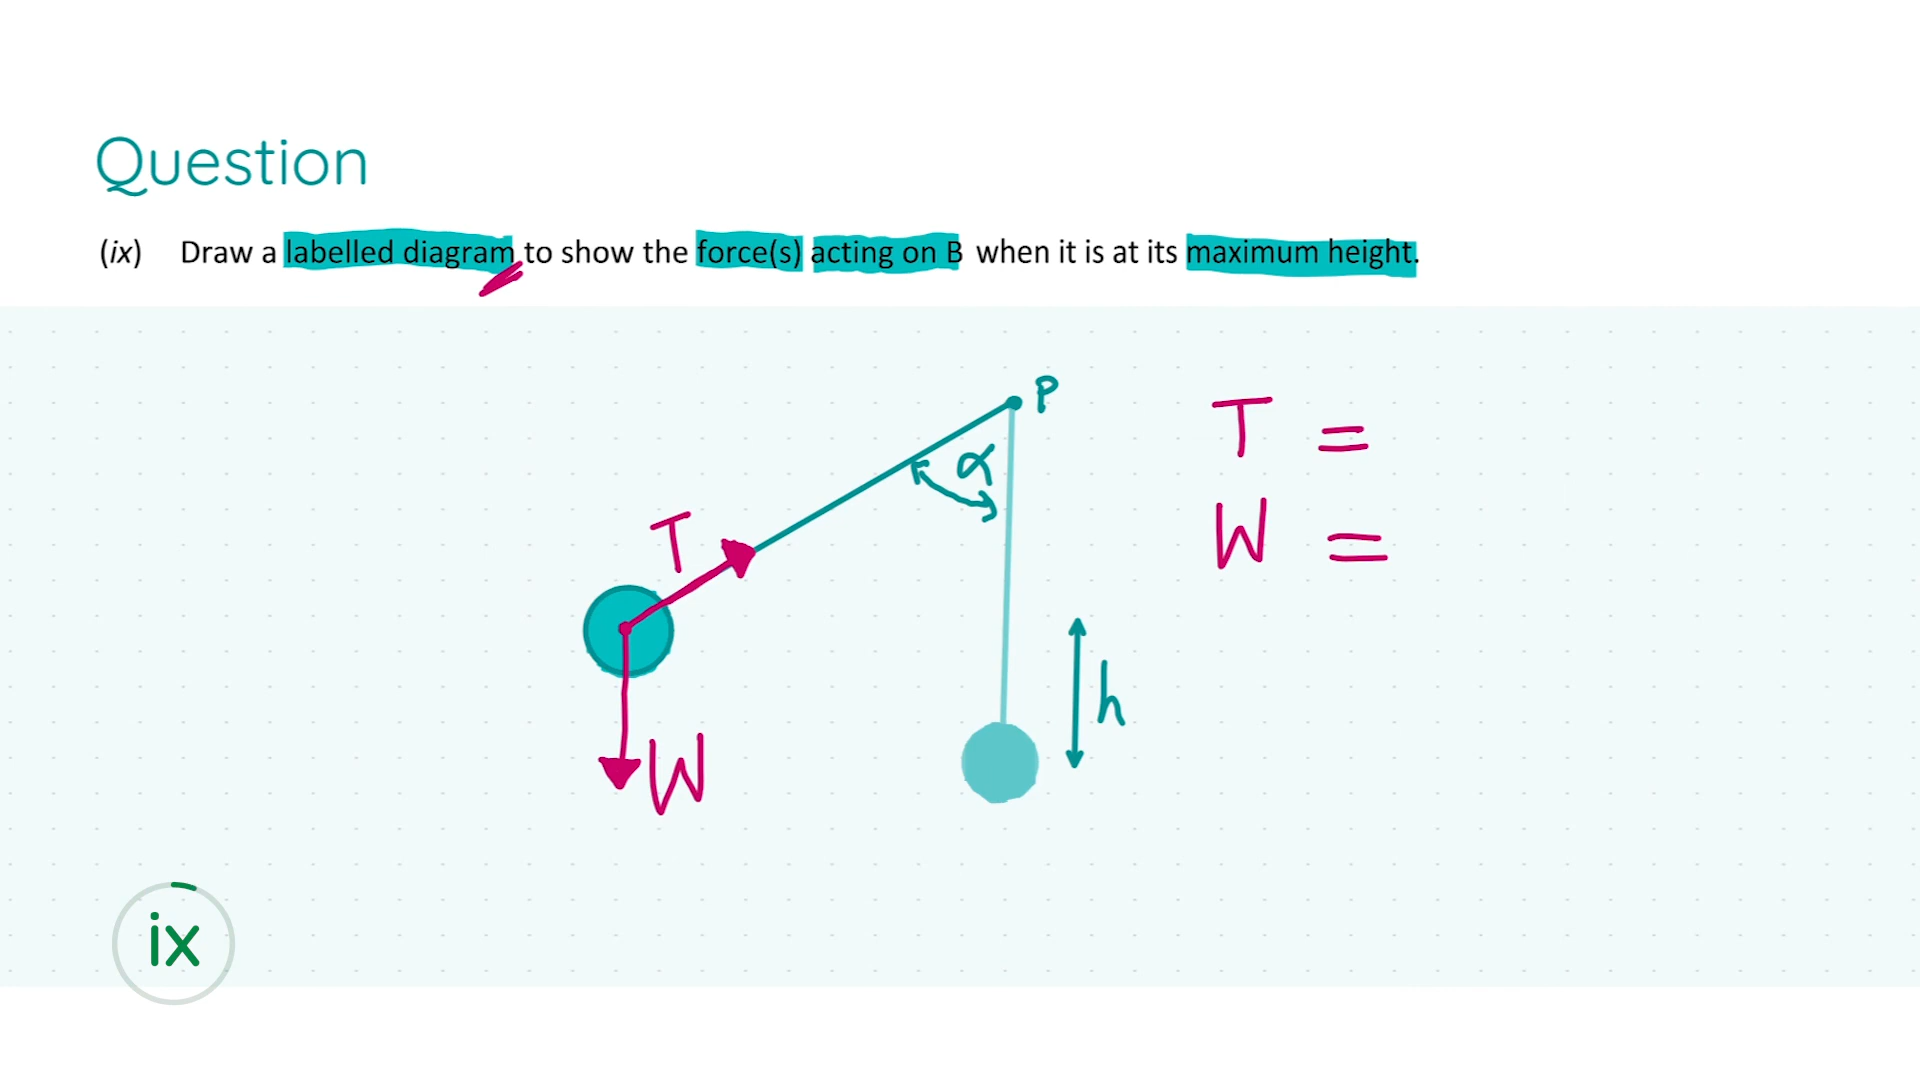 Question
(ix) Draw a labelled diagram to show the force(s) acting on B when it is at its maximum height.
P
α
T =
T
W =
h
W
ix